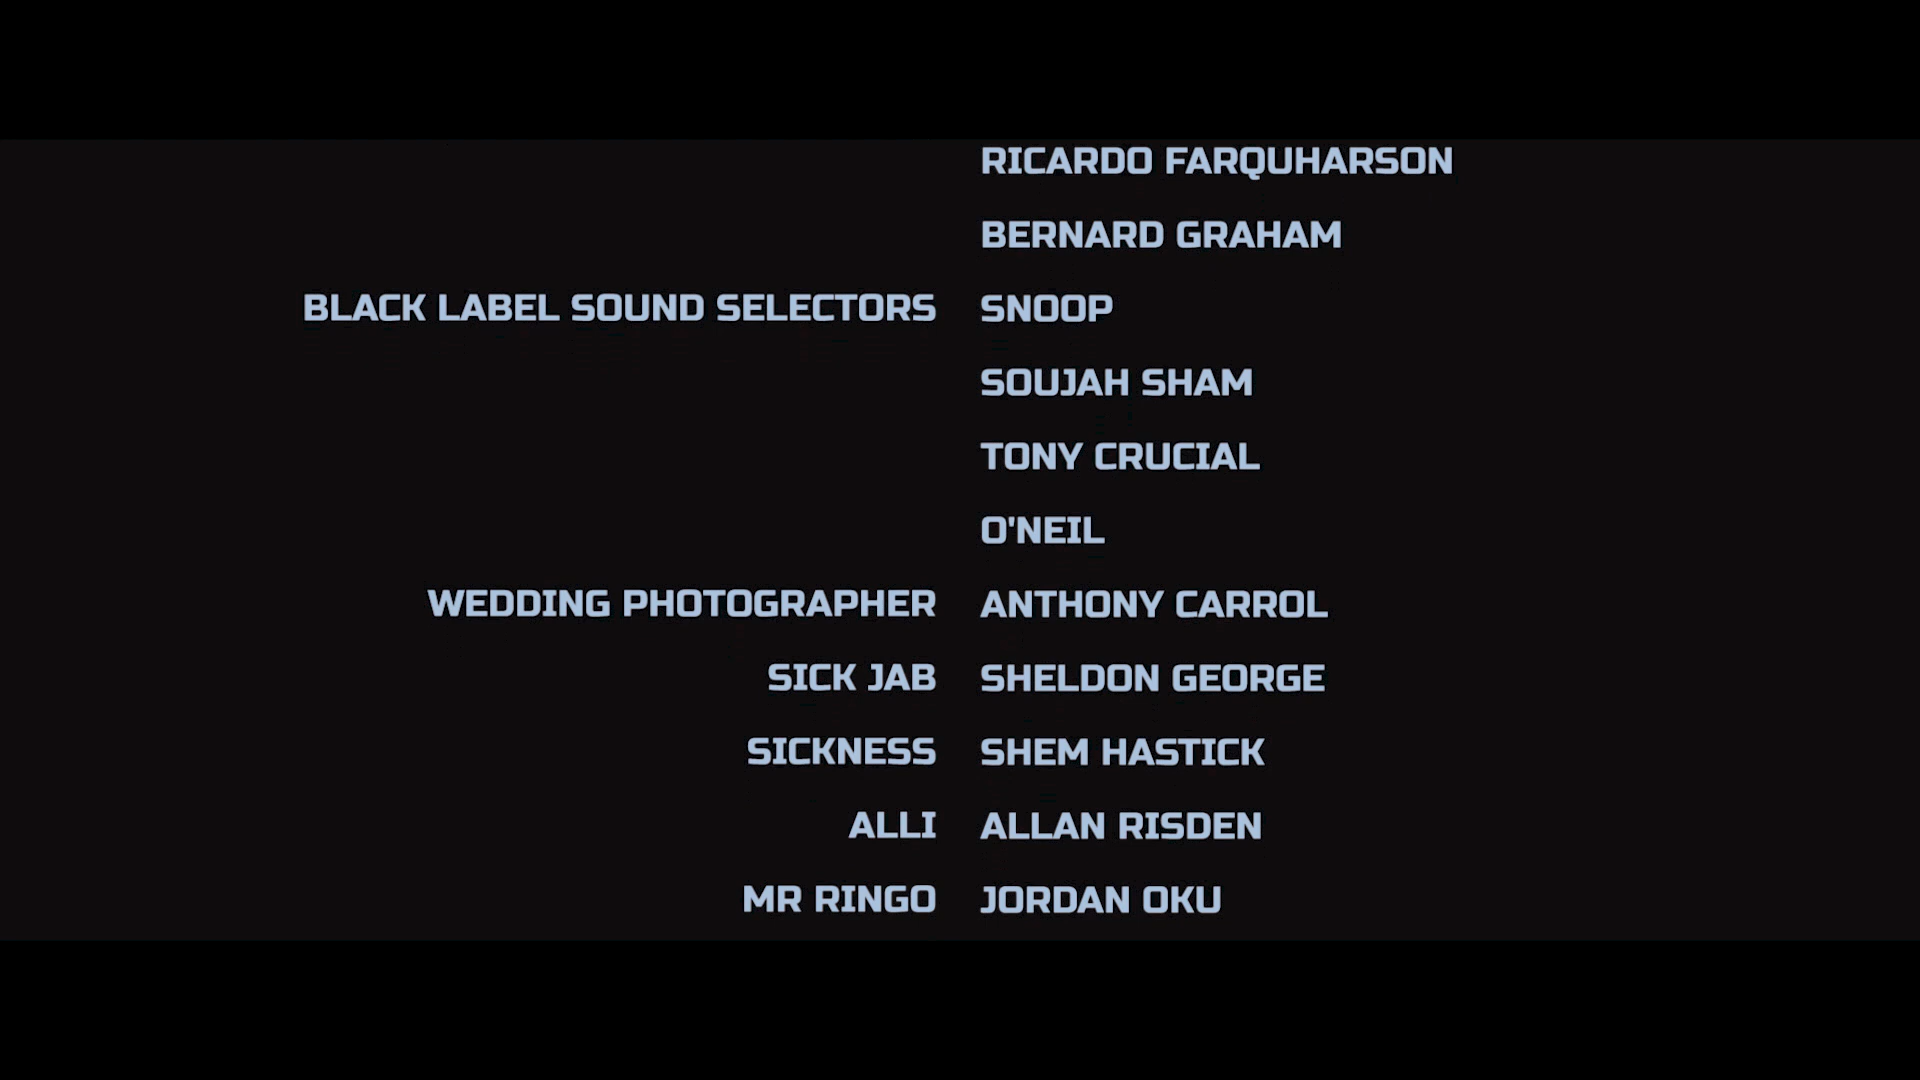 RICARDO FARQUHARSON
BERNARD GRAHAM
BLACK LABEL SOUND SELECTORS SNOOP
SOUJAH SHAM
TONY CRUCIAL
O'NEIL
WEDDING PHOTOGRAPHER ANTHONY CARROL
SICK JAB SHELDON GEORGE
SICKNESS SHEM HASTICK
ALLI ALLAN RISDEN
MR RINGO JORDAN OKU